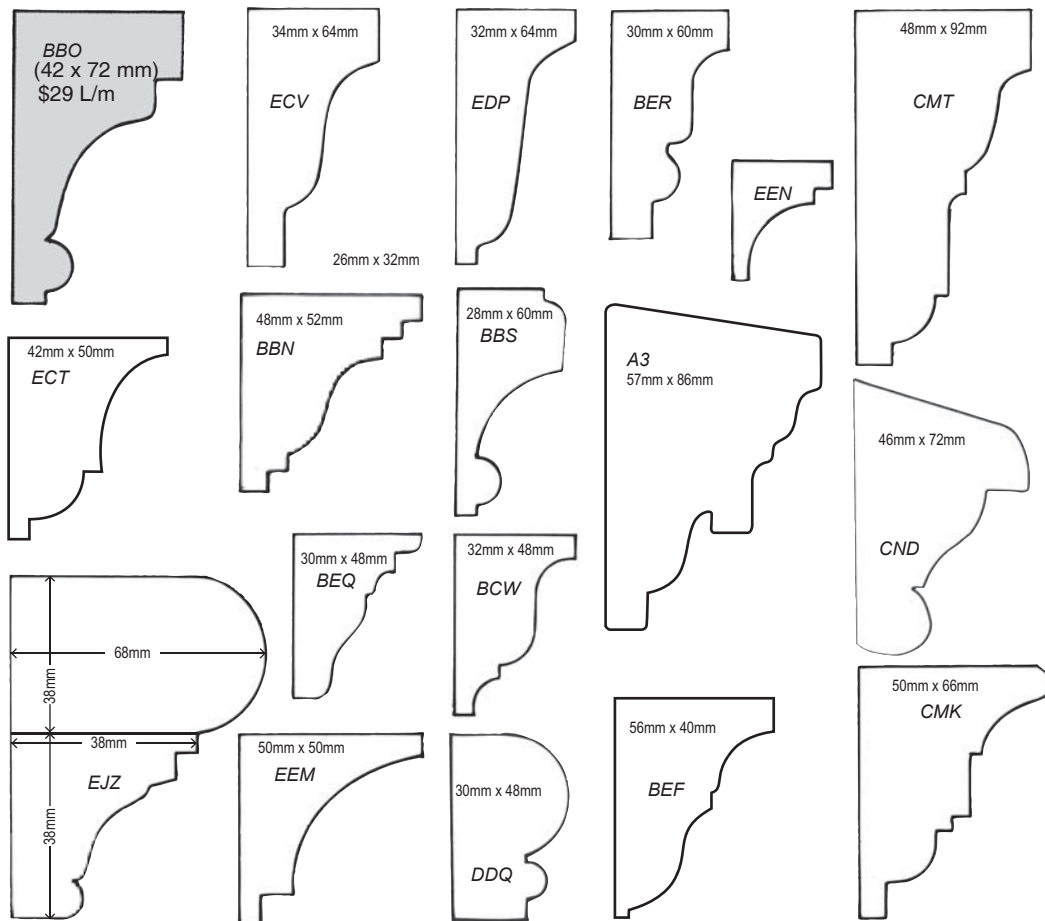 BBO
(42 x 72 mm)
$29 L/m
34mm x 64mm
ECV
32mm x 64mm
EDP
30mm x 60mm
BER
48mm x 92mm
CMT
EEN
26mm x 32mm
42mm x 50mm
ECT
48mm x 52mm
BBN
28mm x 60mm
BBS
A3
57mm x 86mm
46mm x 72mm
CND
30mm x 48mm
BEQ
32mm x 48mm
BCW
68mm
38mm
38mm
EJZ
38mm
50mm x 50mm
EEM
30mm x 48mm
DDQ
56mm x 40mm
BEF
50mm x 66mm
CMK